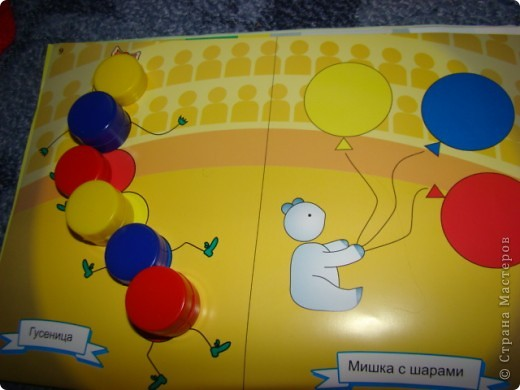 Гусеница
Мишка с шарами
© Страна Мастеров